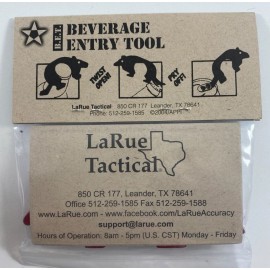 B.E.T.
BEVERAGE
ENTRY TOOL
TWIST
OPEN!
PRY
OFF!
LaRue Tactical 850 CR 177, Leander, TX 78641
Phone: 512-259-1585
LaRue
Tactical
850 CR 177, Leander, TX 78641
Office 512-259-1585 Fax 512-259-1588
www.LaRue.com - www.facebook.com/LaRueAccuracy
support@larue.com
Hours of Operation: 8am - 5pm (U.S. CST) Monday - Friday